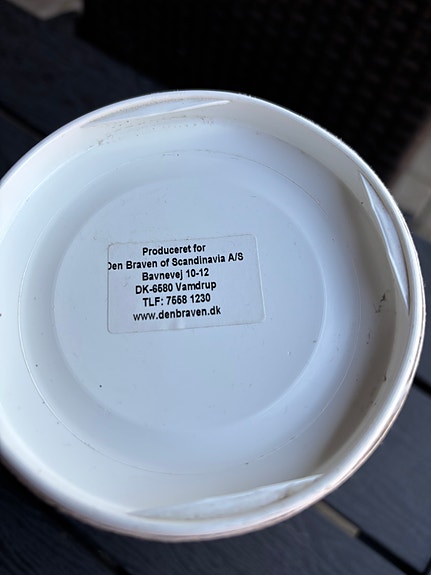 Produceret for
Den Braven of Scandinavia A/S
Bavnevej 10-12
DK-6580 Vamdrup
TLF: 7558 1230
www.denbraven.dk